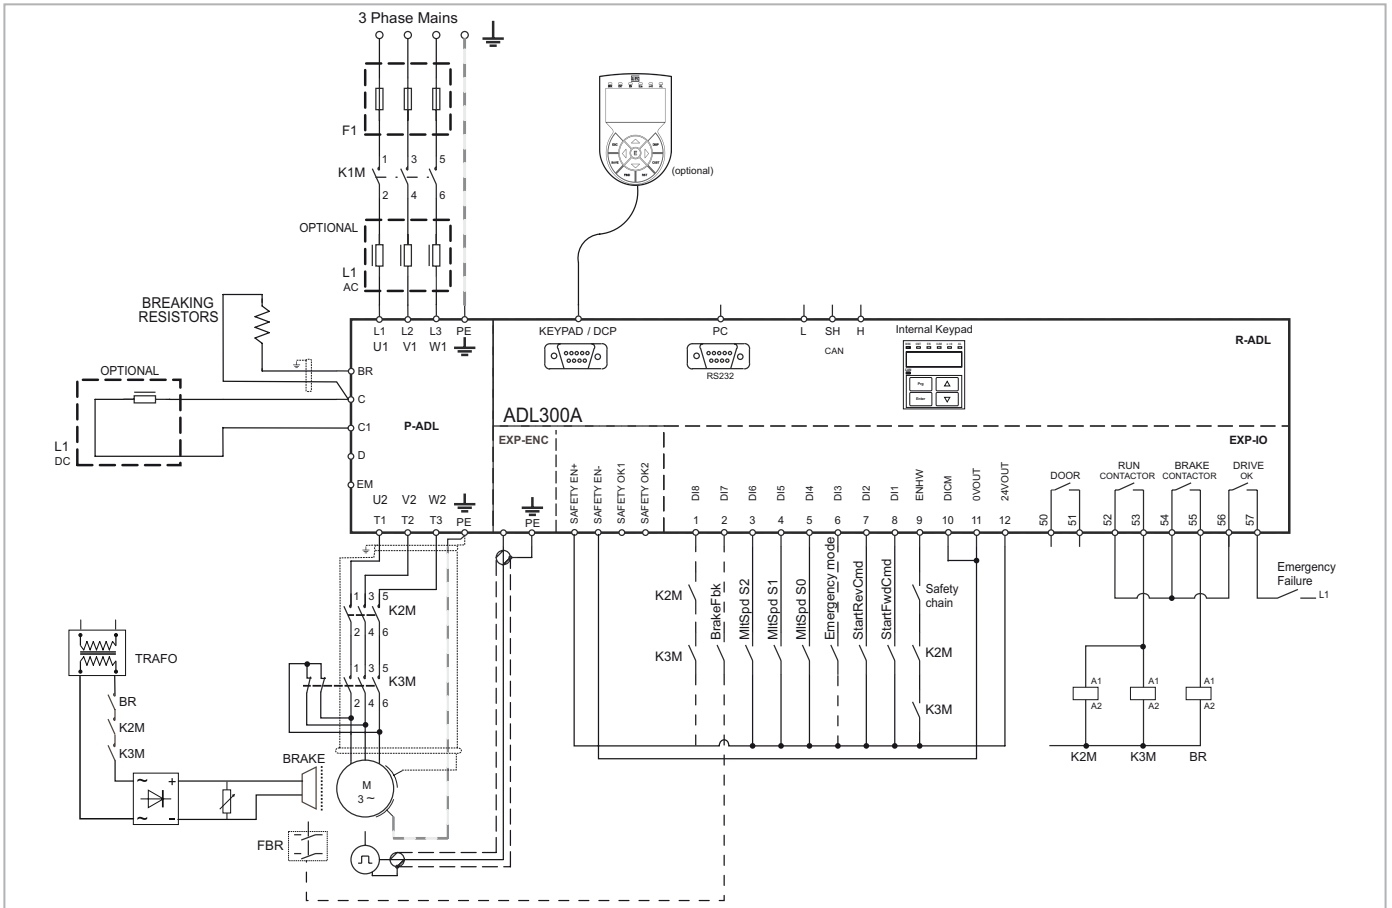 3 Phase Mains
F1
K1M
1 3 5
2 4 6
OPTIONAL
L1
AC
(optional)
BREAKING
RESISTORS
OPTIONAL
L1
DC
L1 L2 L3 PE
U1 V1 W1
BR
C
C1
D
EM
P-ADL
U2 V2 W2
T1 T2 T3 PE
KEYPAD / DCP
PC
RS232
L SH H
CAN
Internal Keypad
Prg
Enter
R-ADL
ADL300A
EXP-ENC
EXP-IO
PE
SAFETY EN+
SAFETY EN-
SAFETY OK1
SAFETY OK2
DI8
DI7
DI6
DI5
DI4
DI3
DI2
DI1
ENHW
DICM
0VOUT
24VOUT
1 2 3 4 5 6 7 8 9 10 11 12
DOOR
RUN
CONTACTOR
BRAKE
CONTACTOR
DRIVE
OK
50 51 52 53 54 55 56 57
K2M
K3M
BrakeFbk
MltSpd S2
MltSpd S1
MltSpd S0
Emergency mode
StartRevCmd
StartFwdCmd
Safety
chain
K2M
K3M
Emergency
Failure
L1
A1 A1 A1
A2 A2 A2
K2M K3M BR
1 3 5
K2M
2 4 6
1 3 5
K3M
2 4 6
TRAFO
BR
K2M
K3M
~ +
~ -
BRAKE
M
3 ~
FBR